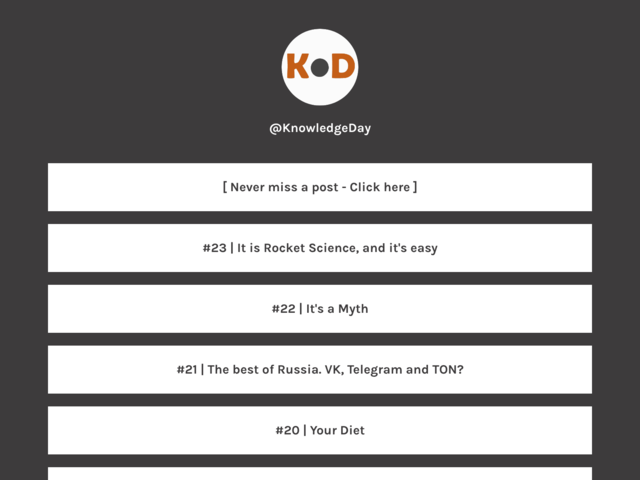 K D
@KnowledgeDay
[ Never miss a post - Click here ]
#23 | It is Rocket Science, and it's easy
#22 | It's a Myth
#21 | The best of Russia. VK, Telegram and TON?
#20 | Your Diet